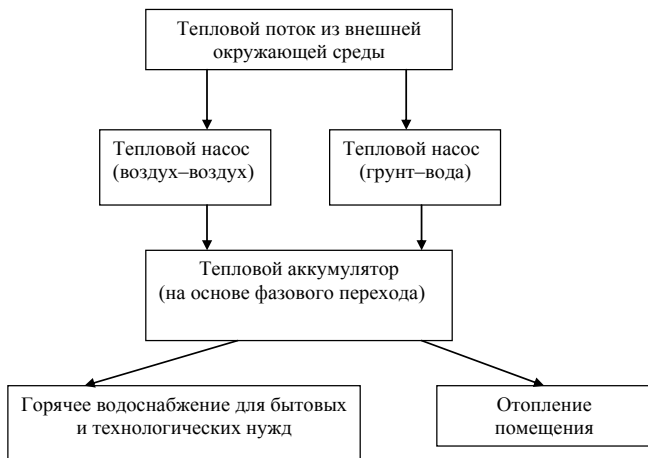 Тепловой поток из внешней
окружающей среды
Тепловой насос
(воздух–воздух)
Тепловой насос
(грунт–вода)
Тепловой аккумулятор
(на основе фазового перехода)
Горячее водоснабжение для бытовых
и технологических нужд
Отопление
помещения